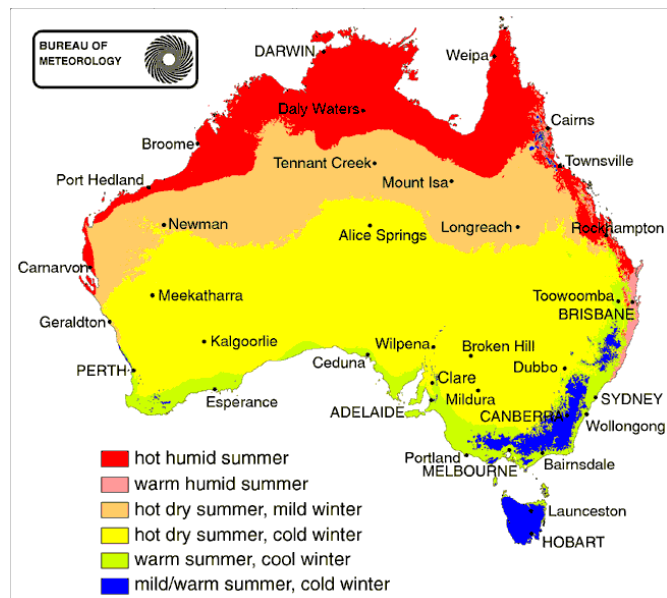 BUREAU OF
METEOROLOGY
DARWIN
Weipa
Daly Waters
Cairns
Broome
Tennant Creek
Townsville
Port Hedland
Mount Isa
Newman
Alice Springs
Longreach
Rockhampton
Carnarvon
Meekatharra
Toowoomba
BRISBANE
Geraldton
Kalgoorlie
Wilpena
Broken Hill
Ceduna
Dubbo
PERTH
Clare
Esperance
Mildura
SYDNEY
ADELAIDE
CANBERRA
Wollongong
Portland
MELBOURNE
Bairnsdale
hot humid summer
warm humid summer
hot dry summer, mild winter
hot dry summer, cold winter
warm summer, cool winter
mild/warm summer, cold winter
Launceston
HOBART